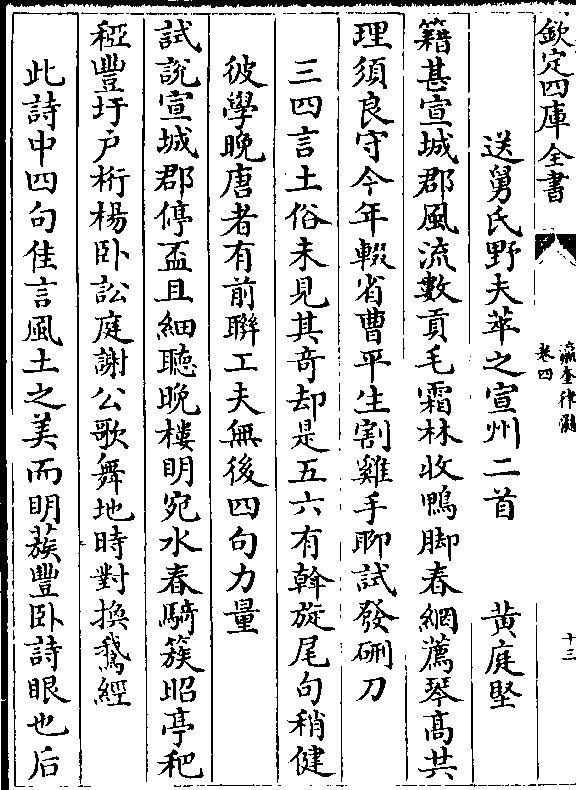 欽定四庫全書
瀛奎律髓
卷四
十三
送舅氏野夫萃之宣州二首 黄庭堅
籍甚宣城郡風流數貢毛霜林收鴨脚春網薦琴髙共
理須良守今年輟省曹平生割雞手聊試發硎刀
三四言土俗未見其奇却是五六有斡旋尾句稍健
彼學晚唐者有前聯工夫無後四句力量
試說宣城郡停盃且細聽晚樓明宛水春騎簇昭亭䅉
稏豐圩户桁楊卧訟庭謝公歌舞地時對換鵞經
此詩中四句佳言風土之美而明簇豐卧詩眼也后